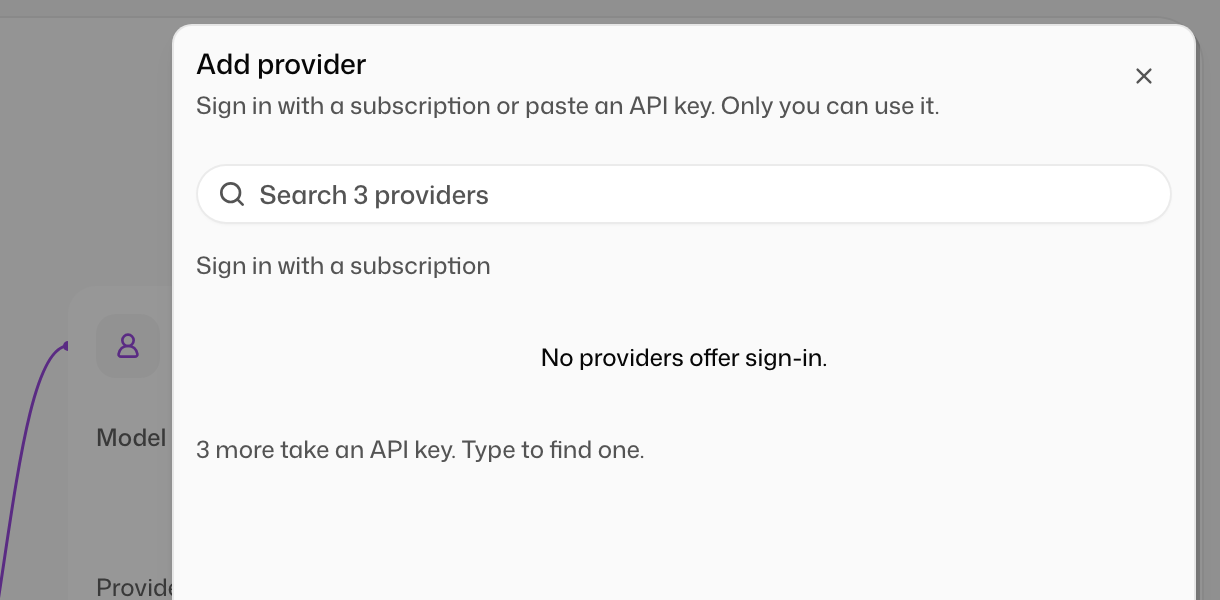 Add provider
Sign in with a subscription or paste an API key. Only you can use it.
Search 3 providers
Sign in with a subscription
No providers offer sign-in.
Model
3 more take an API key. Type to find one.